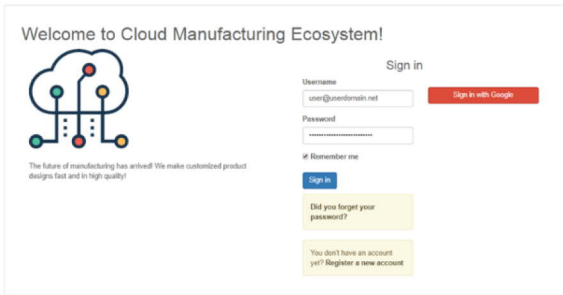 Welcome to Cloud Manufacturing Ecosystem!
The future of manufacturing has arrived! We make customized product
designs fast and in high quality!
Sign in
Username
user@userdomain.net
Sign in with Google
Password
Remember me
Sign in
Did you forget your
password?
You don't have an account
yet? Register a new account